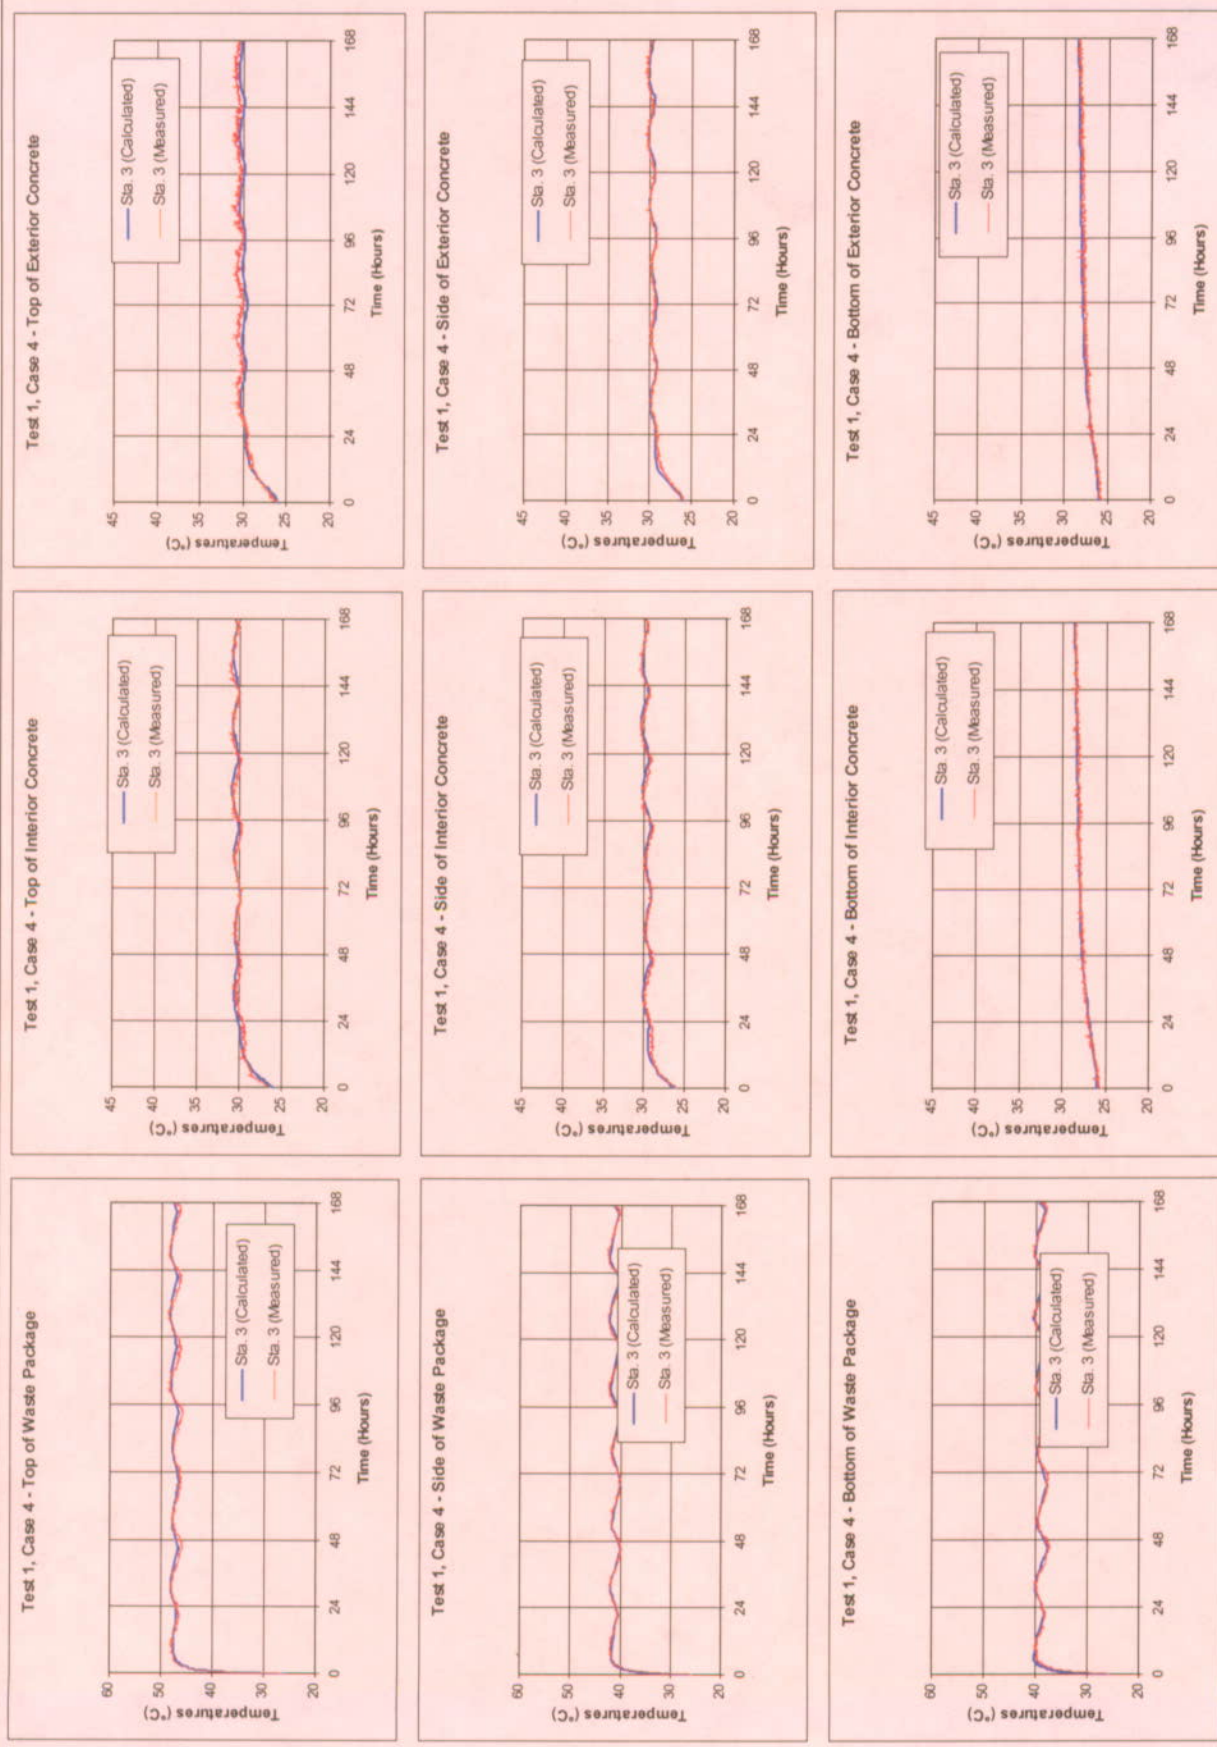 Test 1, Case 4 - Top of Waste Package
Temperatures (°C)
60
50
40
30
20
Sta. 3 (Calculated)
Sta. 3 (Measured)
0 24 48 72 96 120 144 168
Time (Hours)
Test 1, Case 4 - Top of Interior Concrete
Temperatures (°C)
45
40
35
30
25
20
Sta. 3 (Calculated)
Sta. 3 (Measured)
0 24 48 72 96 120 144 168
Time (Hours)
Test 1, Case 4 - Top of Exterior Concrete
Temperatures (°C)
45
40
35
30
25
20
Sta. 3 (Calculated)
Sta. 3 (Measured)
0 24 48 72 96 120 144 168
Time (Hours)
Test 1, Case 4 - Side of Waste Package
Temperatures (°C)
60
50
40
30
20
Sta. 3 (Calculated)
Sta. 3 (Measured)
0 24 48 72 96 120 144 168
Time (Hours)
Test 1, Case 4 - Side of Interior Concrete
Temperatures (°C)
45
40
35
30
25
20
Sta. 3 (Calculated)
Sta. 3 (Measured)
0 24 48 72 96 120 144 168
Time (Hours)
Test 1, Case 4 - Side of Exterior Concrete
Temperatures (°C)
45
40
35
30
25
20
Sta. 3 (Calculated)
Sta. 3 (Measured)
0 24 48 72 96 120 144 168
Time (Hours)
Test 1, Case 4 - Bottom of Waste Package
Temperatures (°C)
60
50
40
30
20
Sta. 3 (Calculated)
Sta. 3 (Measured)
0 24 48 72 96 120 144 168
Time (Hours)
Test 1, Case 4 - Bottom of Interior Concrete
Temperatures (°C)
45
40
35
30
25
20
Sta. 3 (Calculated)
Sta. 3 (Measured)
0 24 48 72 96 120 144 168
Time (Hours)
Test 1, Case 4 - Bottom of Exterior Concrete
Temperatures (°C)
45
40
35
30
25
20
Sta. 3 (Calculated)
Sta. 3 (Measured)
0 24 48 72 96 120 144 168
Time (Hours)